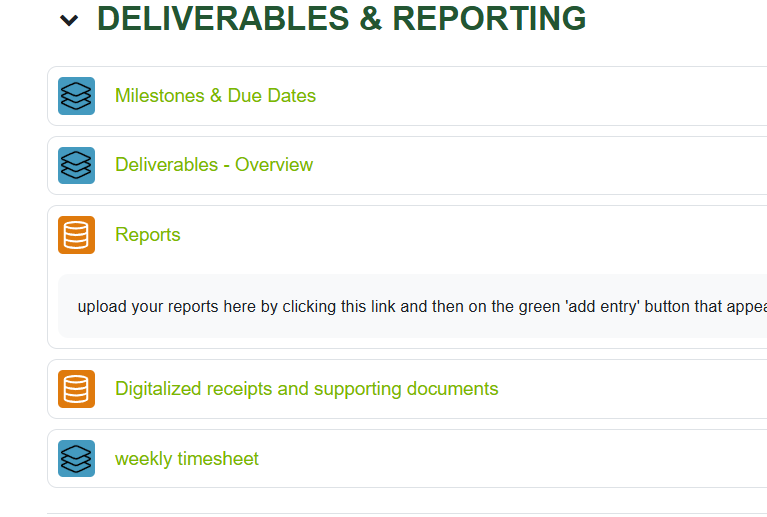 DELIVERABLES & REPORTING
Milestones & Due Dates
Deliverables - Overview
Reports
upload your reports here by clicking this link and then on the green 'add entry' button that
Digitalized receipts and supporting documents
weekly timesheet